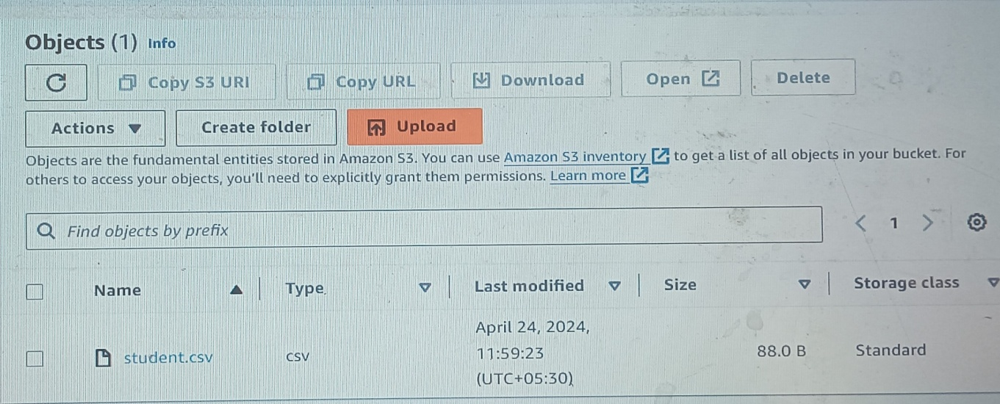 Objects (1) Info
Copy S3 URI Copy URL Download Open Delete
Actions Create folder Upload
Objects are the fundamental entities stored in Amazon S3. You can use Amazon S3 inventory to get a list of all objects in your bucket. For
others to access your objects, you'll need to explicitly grant them permissions. Learn more
Find objects by prefix
1
Name Type Last modified Size Storage class
student.csv csv April 24, 2024, 88.0 B Standard
11:59:23
(UTC+05:30)